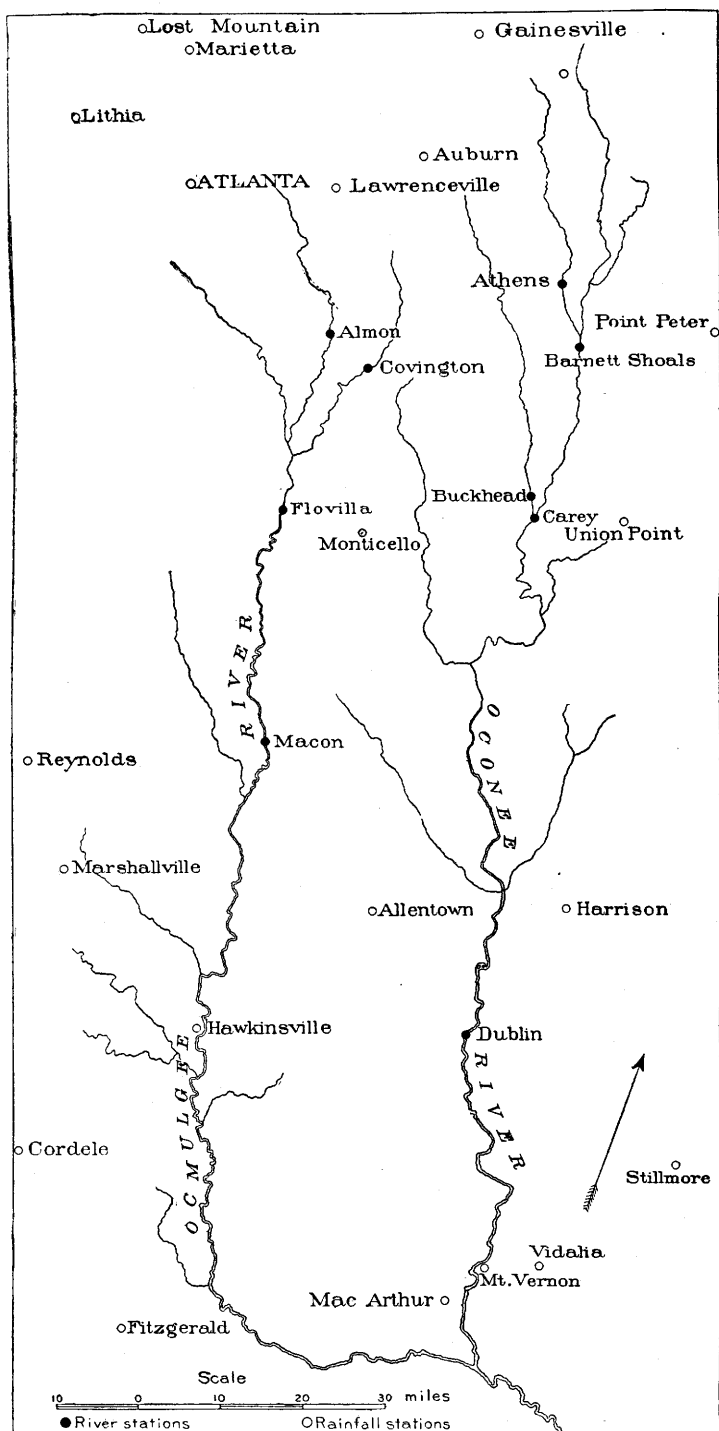 Lost Mountain
Gainesville
Marietta
Lithia
Auburn
ATLANTA
Lawrenceville
Athens
Point Peter
Almon
Barnett Shoals
Covington
Buckhead
Flovilla
Carey
Union Point
Monticello
RIVER
OCONEE
Macon
Reynolds
Marshallville
Allentown
Harrison
Hawkinsville
Dublin
OCMULGEE
RIVER
Cordele
Stillmore
Vidalia
Mt. Vernon
Mac Arthur
Fitzgerald
Scale
10 0 10 20 30 miles
River stations Rainfall stations